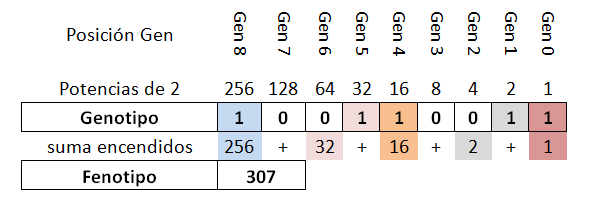 Posición Gen Gen 8 Gen 7 Gen 6 Gen 5 Gen 4 Gen 3 Gen 2 Gen 1 Gen 0
Potencias de 2 256 128 64 32 16 8 4 2 1
Genotipo 1 0 0 1 1 0 0 1 1
suma encendidos 256 + 32 + 16 + 2 + 1
Fenotipo 307